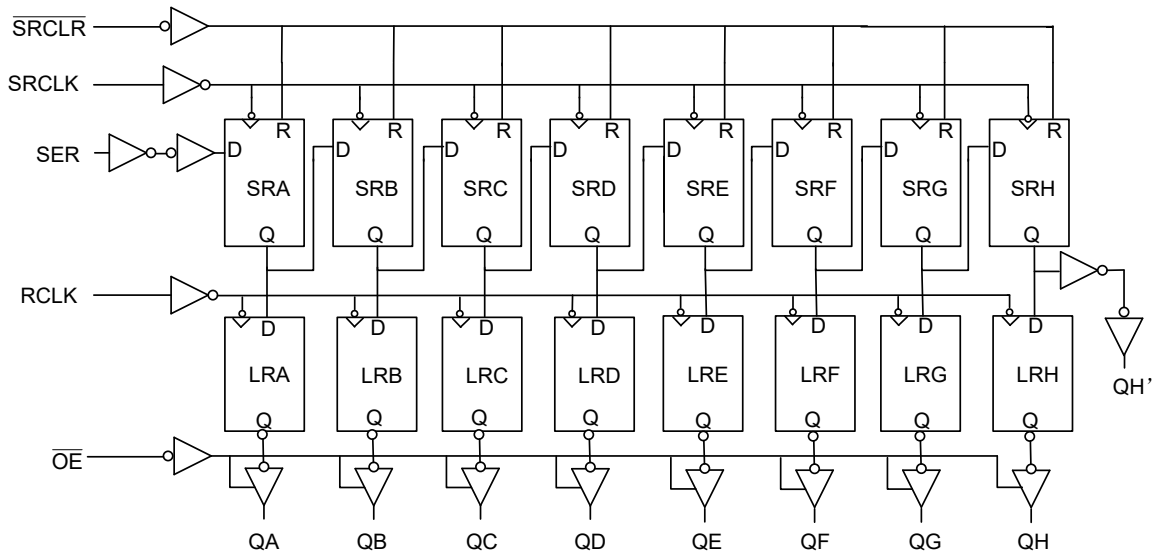 SRCLR
SRCLK
R R R R R R R R
SER
D D D D D D D D
SRA SRB SRC SRD SRE SRF SRG SRH
Q Q Q Q Q Q Q Q
RCLK
D D D D D D D D
LRA LRB LRC LRD LRE LRF LRG LRH
QH’
Q Q Q Q Q Q Q Q
OE
QA QB QC QD QE QF QG QH